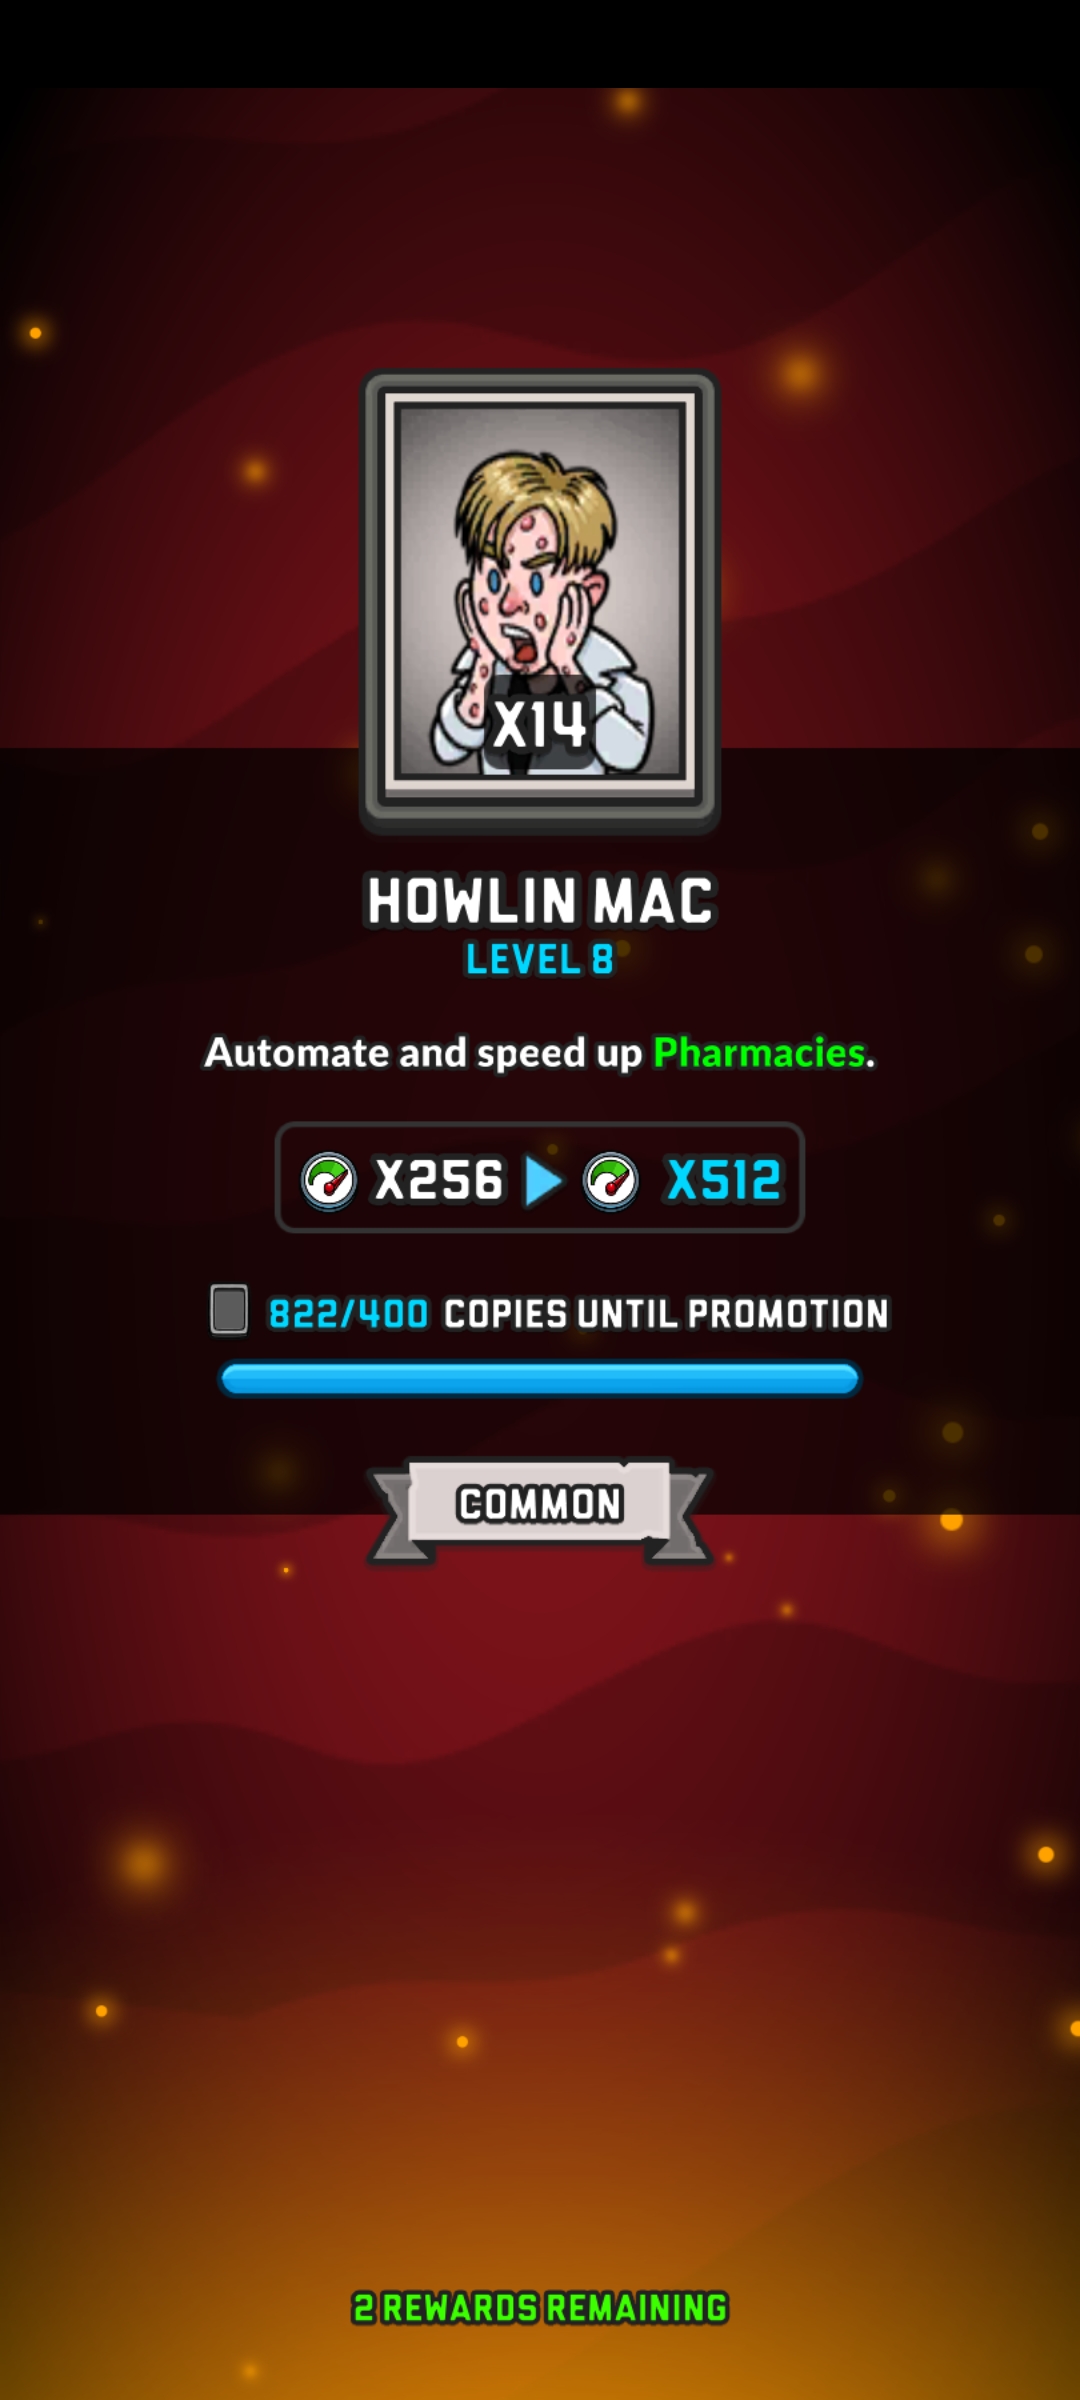 X14
HOWLIN MAC
LEVEL 8
Automate and speed up Pharmacies.
X256 X512
822/400 COPIES UNTIL PROMOTION
COMMON
2 REWARDS REMAINING